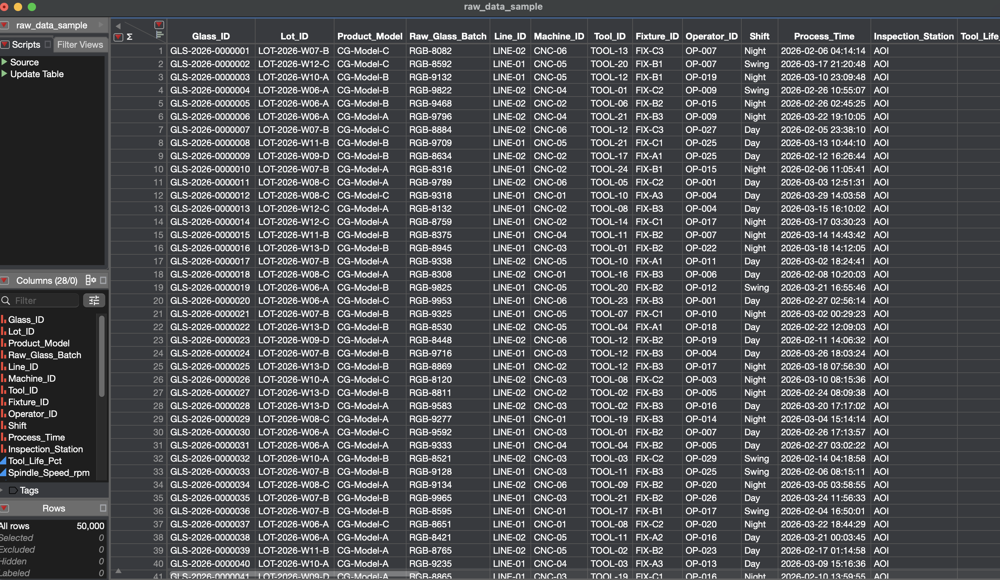 raw_data_sample
raw_data_sample
Scripts Filter Views
Source
Update Table
Columns (28/0)
Filter
Glass_ID
Lot_ID
Product_Model
Raw_Glass_Batch
Line_ID
Machine_ID
Tool_ID
Fixture_ID
Operator_ID
Shift
Process_Time
Inspection_Station
Tool_Life_Pct
Spindle_Speed_rpm
Tags
Rows
All rows 50,000
Selected 0
Excluded 0
Hidden 0
Labeled 0
Σ Glass_ID Lot_ID Product_Model Raw_Glass_Batch Line_ID Machine_ID Tool_ID Fixture_ID Operator_ID Shift Process_Time Inspection_Station Tool_Life_
1 GLS-2026-0000001 LOT-2026-W07-B CG-Model-C RGB-8082 LINE-02 CNC-06 TOOL-13 FIX-C3 OP-007 Night 2026-02-06 04:14:14 AOI
2 GLS-2026-0000002 LOT-2026-W12-C CG-Model-C RGB-8592 LINE-01 CNC-05 TOOL-20 FIX-B1 OP-007 Swing 2026-03-17 21:20:48 AOI
3 GLS-2026-0000003 LOT-2026-W10-A CG-Model-B RGB-9132 LINE-01 CNC-05 TOOL-12 FIX-B1 OP-019 Night 2026-03-10 23:09:48 AOI
4 GLS-2026-0000004 LOT-2026-W06-A CG-Model-B RGB-9822 LINE-02 CNC-04 TOOL-01 FIX-C2 OP-009 Swing 2026-02-26 10:55:07 AOI
5 GLS-2026-0000005 LOT-2026-W06-A CG-Model-B RGB-9468 LINE-02 CNC-02 TOOL-06 FIX-B2 OP-015 Night 2026-02-26 02:45:25 AOI
6 GLS-2026-0000006 LOT-2026-W06-A CG-Model-A RGB-9796 LINE-02 CNC-04 TOOL-21 FIX-B3 OP-009 Night 2026-03-22 19:10:05 AOI
7 GLS-2026-0000007 LOT-2026-W07-B CG-Model-C RGB-8884 LINE-02 CNC-06 TOOL-12 FIX-C3 OP-027 Day 2026-02-05 23:38:10 AOI
8 GLS-2026-0000008 LOT-2026-W11-B CG-Model-B RGB-9709 LINE-01 CNC-05 TOOL-21 FIX-C1 OP-025 Day 2026-03-13 10:44:10 AOI
9 GLS-2026-0000009 LOT-2026-W09-D CG-Model-B RGB-8634 LINE-02 CNC-02 TOOL-17 FIX-A1 OP-025 Day 2026-02-12 16:26:44 AOI
10 GLS-2026-0000010 LOT-2026-W07-B CG-Model-A RGB-8316 LINE-01 CNC-02 TOOL-24 FIX-B1 OP-015 Night 2026-02-06 11:05:41 AOI
11 GLS-2026-0000011 LOT-2026-W08-C CG-Model-A RGB-9789 LINE-02 CNC-06 TOOL-05 FIX-C2 OP-001 Day 2026-03-03 12:51:31 AOI
12 GLS-2026-0000012 LOT-2026-W08-C CG-Model-C RGB-9318 LINE-01 CNC-01 TOOL-10 FIX-A3 OP-004 Day 2026-03-29 14:03:58 AOI
13 GLS-2026-0000013 LOT-2026-W12-C CG-Model-A RGB-8132 LINE-01 CNC-02 TOOL-08 FIX-B3 OP-004 Day 2026-03-15 16:10:02 AOI
14 GLS-2026-0000014 LOT-2026-W12-C CG-Model-A RGB-8759 LINE-01 CNC-02 TOOL-14 FIX-C1 OP-017 Night 2026-03-17 03:30:23 AOI
15 GLS-2026-0000015 LOT-2026-W11-B CG-Model-B RGB-8375 LINE-01 CNC-04 TOOL-11 FIX-B2 OP-007 Night 2026-03-14 14:43:42 AOI
16 GLS-2026-0000016 LOT-2026-W13-D CG-Model-B RGB-8945 LINE-01 CNC-03 TOOL-01 FIX-B2 OP-022 Night 2026-03-18 14:12:05 AOI
17 GLS-2026-0000017 LOT-2026-W07-B CG-Model-A RGB-9338 LINE-02 CNC-05 TOOL-10 FIX-A1 OP-011 Day 2026-03-02 18:24:41 AOI
18 GLS-2026-0000018 LOT-2026-W08-C CG-Model-A RGB-8308 LINE-02 CNC-01 TOOL-16 FIX-B3 OP-006 Day 2026-02-08 10:20:03 AOI
19 GLS-2026-0000019 LOT-2026-W06-A CG-Model-B RGB-9825 LINE-01 CNC-05 TOOL-20 FIX-B2 OP-012 Swing 2026-03-21 16:55:46 AOI
20 GLS-2026-0000020 LOT-2026-W06-A CG-Model-C RGB-9953 LINE-02 CNC-06 TOOL-23 FIX-B3 OP-001 Day 2026-02-27 02:56:14 AOI
21 GLS-2026-0000021 LOT-2026-W07-B CG-Model-B RGB-9325 LINE-02 CNC-05 TOOL-07 FIX-C1 OP-010 Night 2026-03-02 00:29:23 AOI
22 GLS-2026-0000022 LOT-2026-W13-D CG-Model-B RGB-8530 LINE-02 CNC-05 TOOL-04 FIX-A1 OP-018 Day 2026-02-22 12:09:03 AOI
23 GLS-2026-0000023 LOT-2026-W09-D CG-Model-A RGB-8448 LINE-02 CNC-06 TOOL-12 FIX-B2 OP-019 Day 2026-02-11 14:06:32 AOI
24 GLS-2026-0000024 LOT-2026-W07-B CG-Model-B RGB-9716 LINE-01 CNC-03 TOOL-12 FIX-B3 OP-004 Day 2026-03-26 18:03:24 AOI
25 GLS-2026-0000025 LOT-2026-W13-D CG-Model-B RGB-8869 LINE-01 CNC-02 TOOL-12 FIX-B3 OP-017 Night 2026-03-18 07:56:30 AOI
26 GLS-2026-0000026 LOT-2026-W10-A CG-Model-C RGB-8120 LINE-02 CNC-03 TOOL-08 FIX-C2 OP-003 Night 2026-03-10 08:15:36 AOI
27 GLS-2026-0000027 LOT-2026-W13-D CG-Model-B RGB-8811 LINE-02 CNC-02 TOOL-02 FIX-B3 OP-005 Night 2026-02-24 08:09:38 AOI
28 GLS-2026-0000028 LOT-2026-W13-D CG-Model-A RGB-9583 LINE-02 CNC-03 TOOL-02 FIX-B3 OP-016 Day 2026-03-20 17:17:02 AOI
29 GLS-2026-0000029 LOT-2026-W08-C CG-Model-A RGB-9277 LINE-01 CNC-01 TOOL-19 FIX-B3 OP-014 Night 2026-03-04 15:14:14 AOI
30 GLS-2026-0000030 LOT-2026-W06-A CG-Model-C RGB-9592 LINE-01 CNC-03 TOOL-01 FIX-B2 OP-007 Day 2026-02-26 17:13:57 AOI
31 GLS-2026-0000031 LOT-2026-W06-A CG-Model-A RGB-9333 LINE-01 CNC-04 TOOL-04 FIX-B2 OP-005 Day 2026-02-27 03:02:22 AOI
32 GLS-2026-0000032 LOT-2026-W10-A CG-Model-B RGB-8521 LINE-02 CNC-03 TOOL-03 FIX-C2 OP-029 Swing 2026-02-14 04:18:58 AOI
33 GLS-2026-0000033 LOT-2026-W07-B CG-Model-B RGB-9128 LINE-01 CNC-03 TOOL-11 FIX-B3 OP-025 Swing 2026-02-06 08:15:11 AOI
34 GLS-2026-0000034 LOT-2026-W08-C CG-Model-A RGB-9134 LINE-02 CNC-06 TOOL-09 FIX-B2 OP-020 Night 2026-03-05 03:58:55 AOI
35 GLS-2026-0000035 LOT-2026-W07-B CG-Model-B RGB-9965 LINE-01 CNC-03 TOOL-21 FIX-B2 OP-026 Day 2026-03-24 11:56:33 AOI
36 GLS-2026-0000036 LOT-2026-W07-B CG-Model-B RGB-8595 LINE-01 CNC-01 TOOL-17 FIX-B1 OP-017 Swing 2026-02-04 16:50:01 AOI
37 GLS-2026-0000037 LOT-2026-W06-A CG-Model-C RGB-8651 LINE-02 CNC-01 TOOL-08 FIX-C2 OP-020 Night 2026-03-22 18:44:29 AOI
38 GLS-2026-0000038 LOT-2026-W06-A CG-Model-A RGB-8421 LINE-02 CNC-05 TOOL-11 FIX-A2 OP-016 Day 2026-03-21 00:03:45 AOI
39 GLS-2026-0000039 LOT-2026-W11-B CG-Model-A RGB-8765 LINE-02 CNC-05 TOOL-02 FIX-B2 OP-023 Day 2026-02-17 01:14:58 AOI
40 GLS-2026-0000040 LOT-2026-W10-A CG-Model-A RGB-9235 LINE-01 CNC-04 TOOL-03 FIX-A3 OP-013 Day 2026-03-09 15:16:36 AOI
41 GLS-2026-0000041 LOT-2026-W09-D CG-Model-A RGB-8865 LINE-01 CNC-03 TOOL-19 FIX-C1 OP-016 Night 2026-02-10 13:59:55 AOI